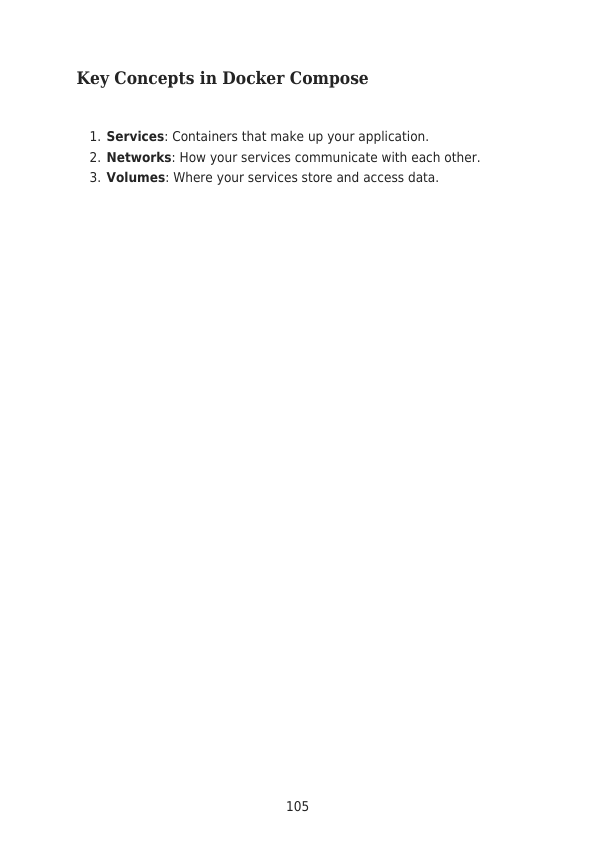 Key Concepts in Docker Compose
1. Services: Containers that make up your application.
2. Networks: How your services communicate with each other.
3. Volumes: Where your services store and access data.
105